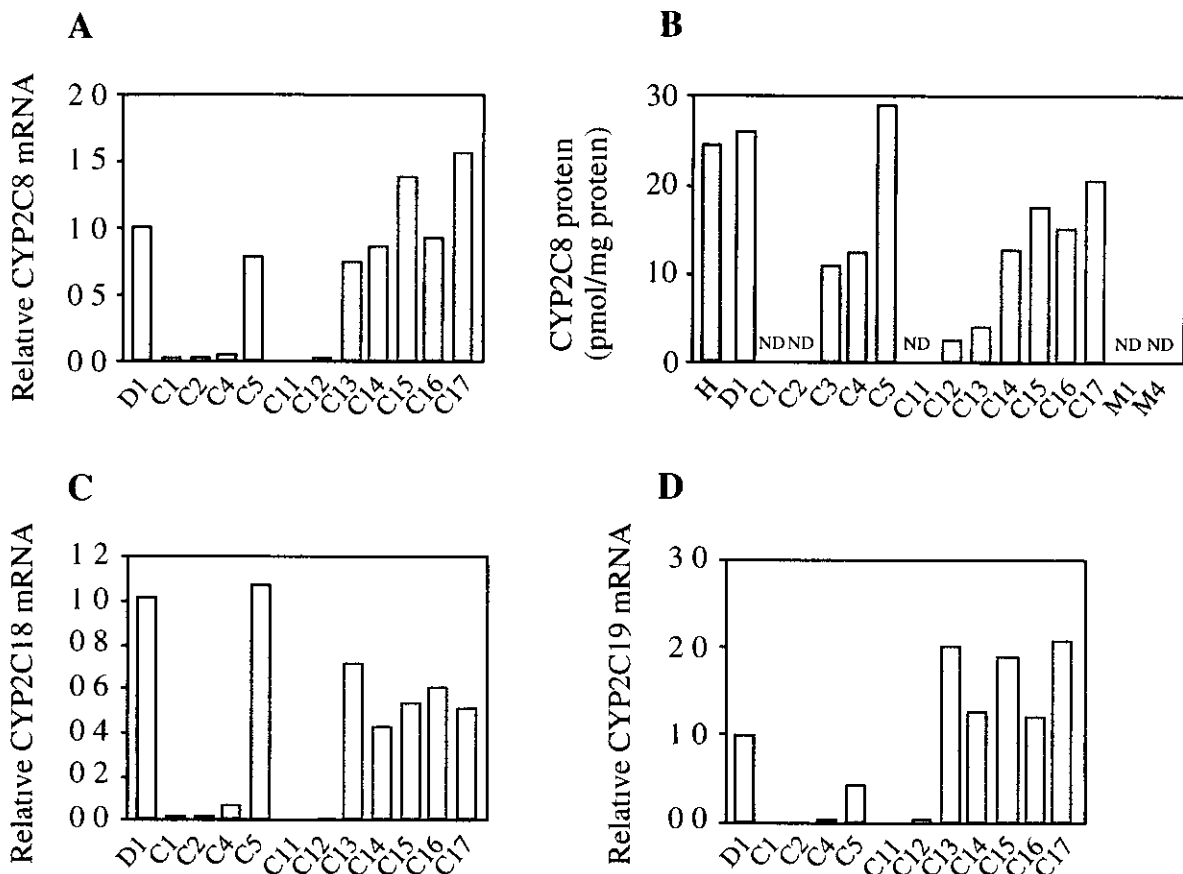 A
Relative CYP2C8 mRNA
2 0
1 5
1 0
0 5
0 0
D1 C1 C2 C4 C5 C11 C12 C13 C14 C15 C16 C17
B
CYP2C8 protein
(pmol/mg protein)
30
20
10
0
ND ND ND ND ND
H D1 C1 C2 C3 C4 C5 C11 C12 C13 C14 C15 C16 C17 M1 M4
C
Relative CYP2C18 mRNA
1 2
1 0
0 8
0 6
0 4
0 2
0 0
D1 C1 C2 C4 C5 C11 C12 C13 C14 C15 C16 C17
D
Relative CYP2C19 mRNA
3 0
2 0
1 0
0 0
D1 C1 C2 C4 C5 C11 C12 C13 C14 C15 C16 C17